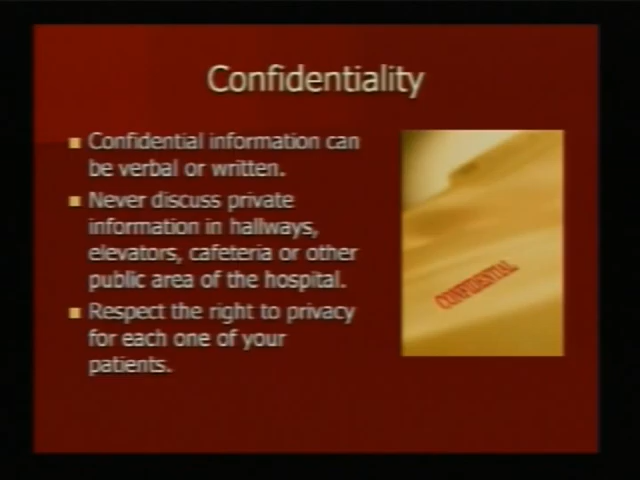 Confidentiality
Confidential information can
be verbal or written.
Never discuss private
information in hallways,
elevators, cafeteria or other
public area of the hospital.
Respect the right to privacy
for each one of your
patients.
CONFIDENTIAL